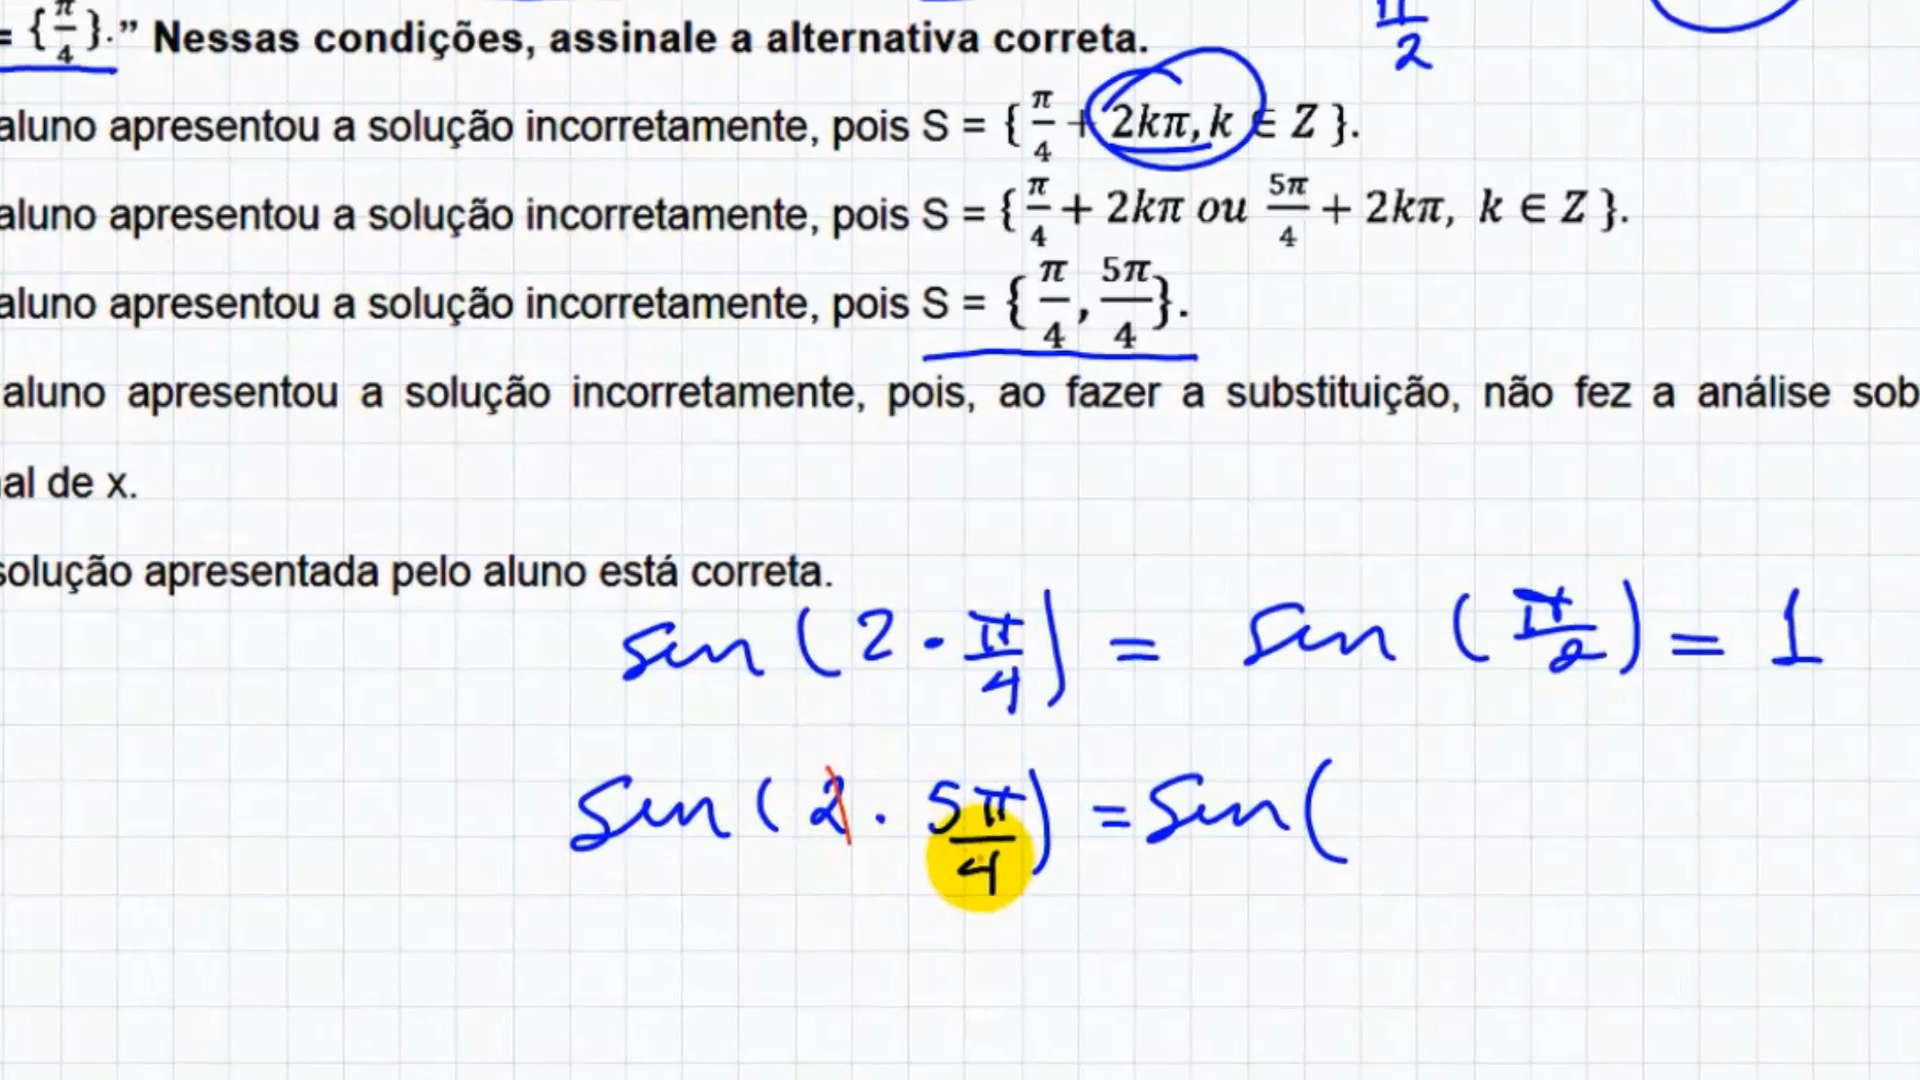 = {π/4}.” Nessas condições, assinale a alternativa correta.
π/2
aluno apresentou a solução incorretamente, pois S = {π/4 + 2kπ, k ∈ Z }.
aluno apresentou a solução incorretamente, pois S = {π/4 + 2kπ ou 5π/4 + 2kπ, k ∈ Z }.
aluno apresentou a solução incorretamente, pois S = {π/4, 5π/4}.
aluno apresentou a solução incorretamente, pois, ao fazer a substituição, não fez a análise sob
al de x.
solução apresentada pelo aluno está correta.
sen (2 · π/4) = sen (π/2) = 1
sen (2 · 5π/4) = sen (